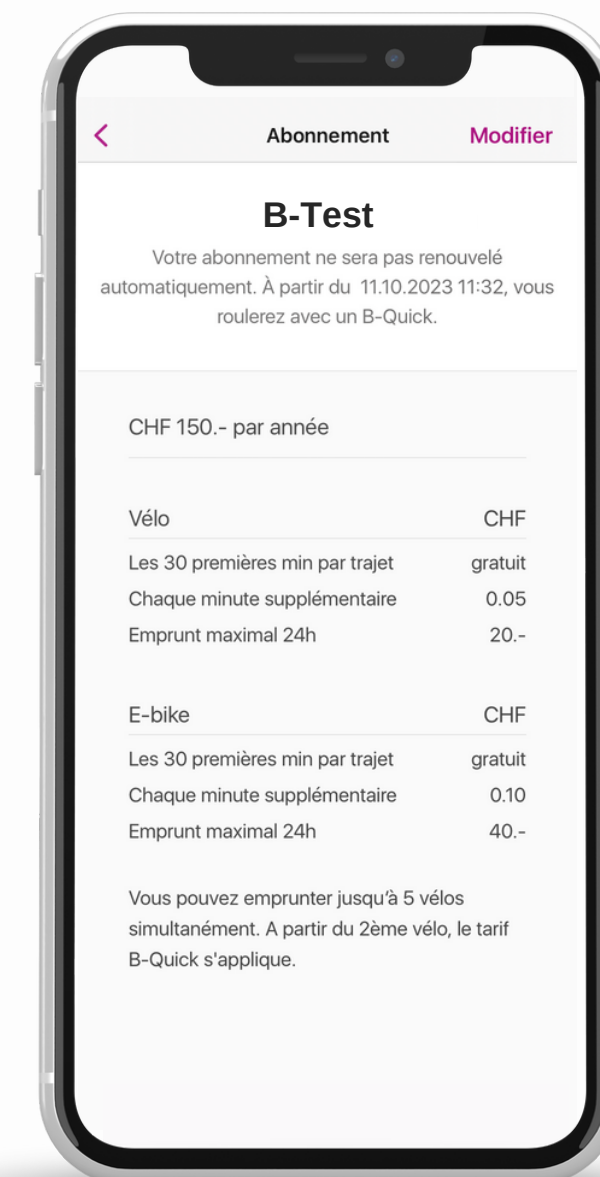 Abonnement Modifier
B-Test
Votre abonnement ne sera pas renouvelé
automatiquement. À partir du 11.10.2023 11:32, vous
roulerez avec un B-Quick.
CHF 150.- par année
Vélo CHF
Les 30 premières min par trajet gratuit
Chaque minute supplémentaire 0.05
Emprunt maximal 24h 20.-
E-bike CHF
Les 30 premières min par trajet gratuit
Chaque minute supplémentaire 0.10
Emprunt maximal 24h 40.-
Vous pouvez emprunter jusqu'à 5 vélos
simultanément. A partir du 2ème vélo, le tarif
B-Quick s'applique.